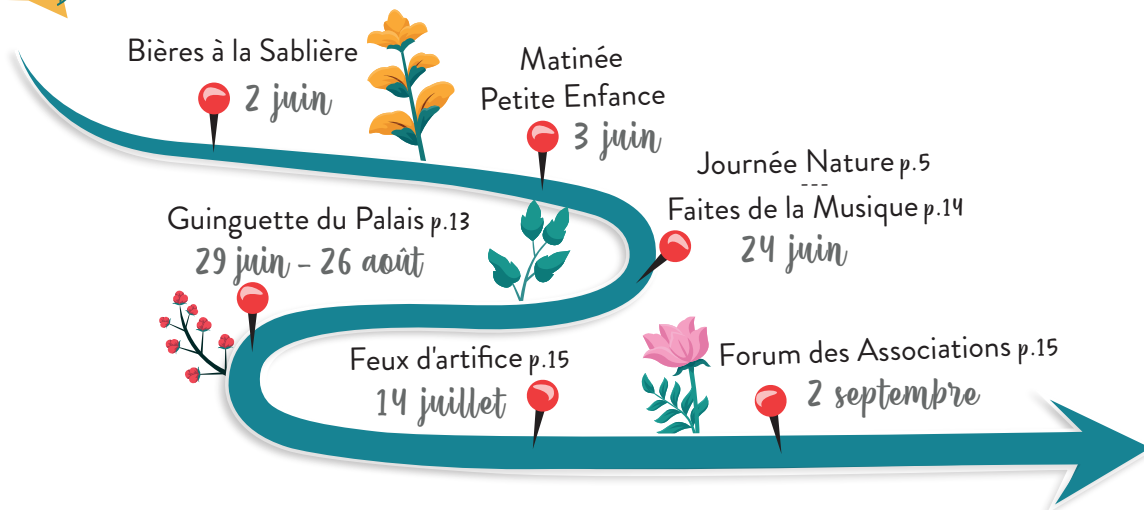 Bières à la Sablière
2 juin
Matinée
Petite Enfance
3 juin
Journée Nature p.5
---
Faites de la Musique p.14
24 juin
Guinguette du Palais p.13
29 juin – 26 août
Feux d'artifice p.15
14 juillet
Forum des Associations p.15
2 septembre